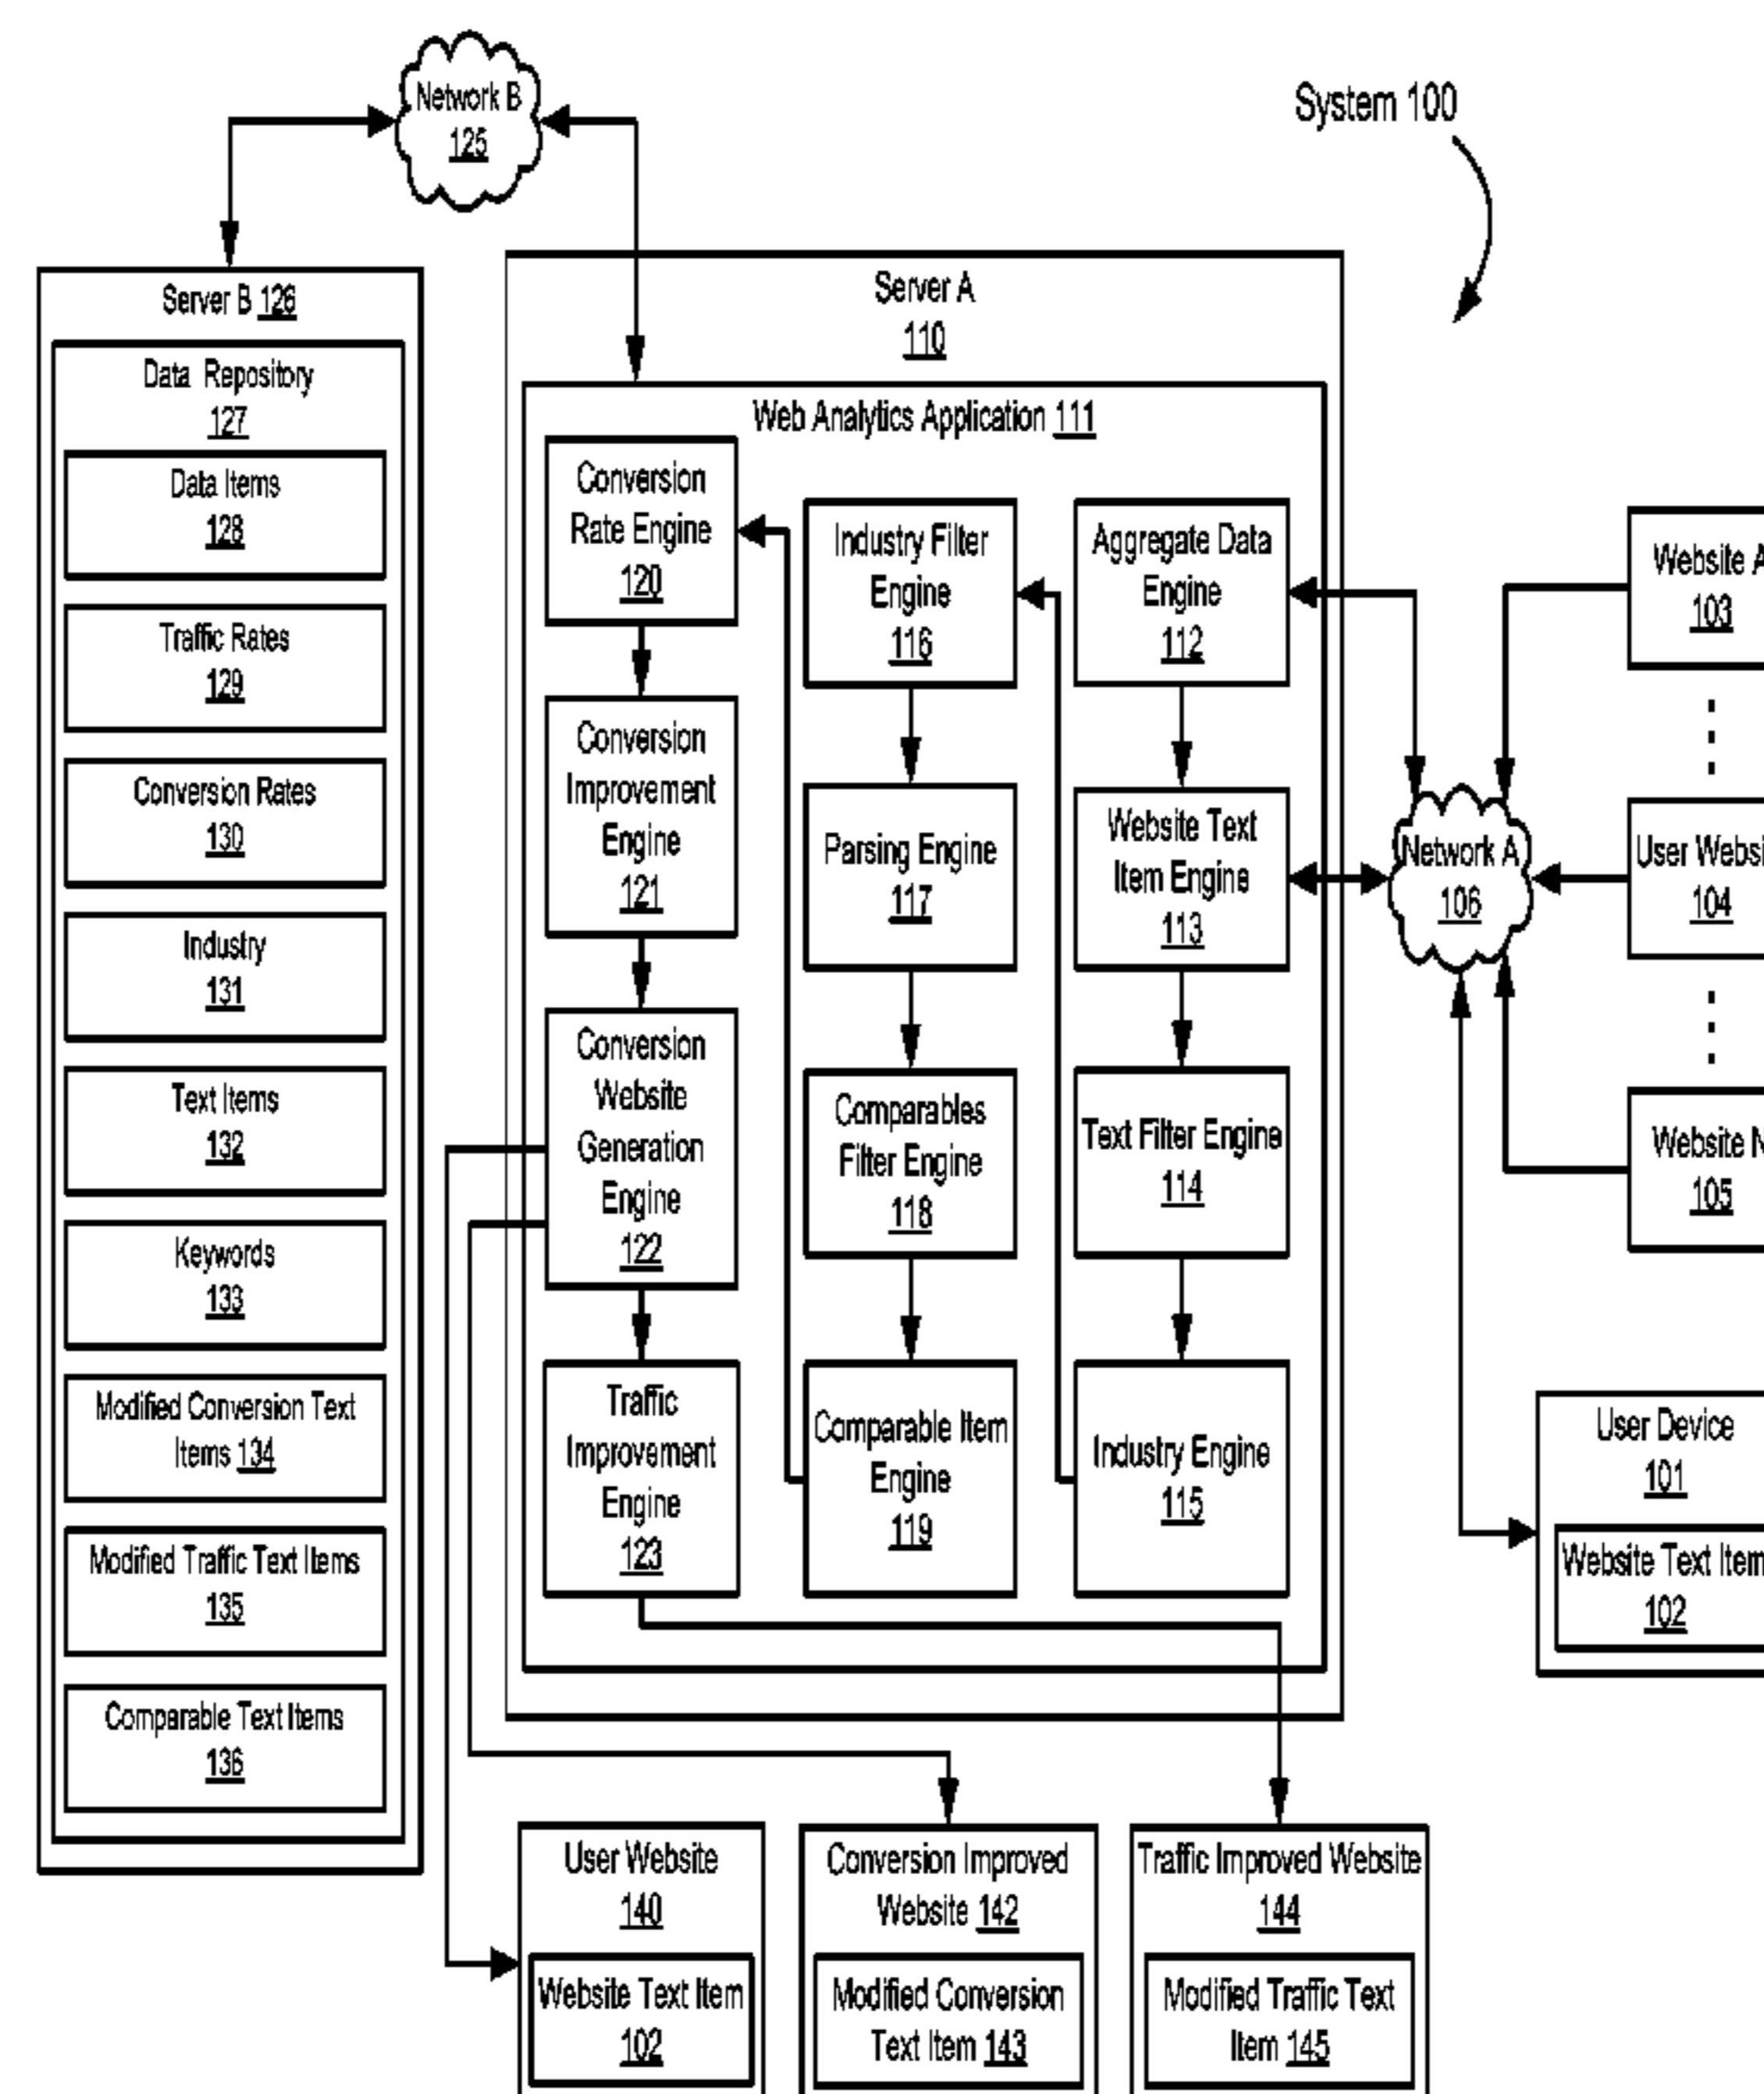 Network B
125
System 100
Server B 126
Data Repository
127
Data Items
128
Traffic Rates
129
Conversion Rates
130
Industry
131
Text Items
132
Keywords
133
Modified Conversion Text
Items 134
Modified Traffic Text Items
135
Comparable Text Items
136
Server A
110
Web Analytics Application 111
Conversion
Rate Engine
120
Conversion
Improvement
Engine
121
Conversion
Website
Generation
Engine
122
Traffic
Improvement
Engine
123
Industry Filter
Engine
116
Parsing Engine
117
Comparables
Filter Engine
118
Comparable Item
Engine
119
Aggregate Data
Engine
112
Website Text
Item Engine
113
Text Filter Engine
114
Industry Engine
115
Network A
106
Website A
103
User Websi
104
Website N
105
User Device
101
Website Text Item
102
User Website
140
Website Text Item
102
Conversion Improved
Website 142
Modified Conversion
Text Item 143
Traffic Improved Website
144
Modified Traffic Text
Item 145